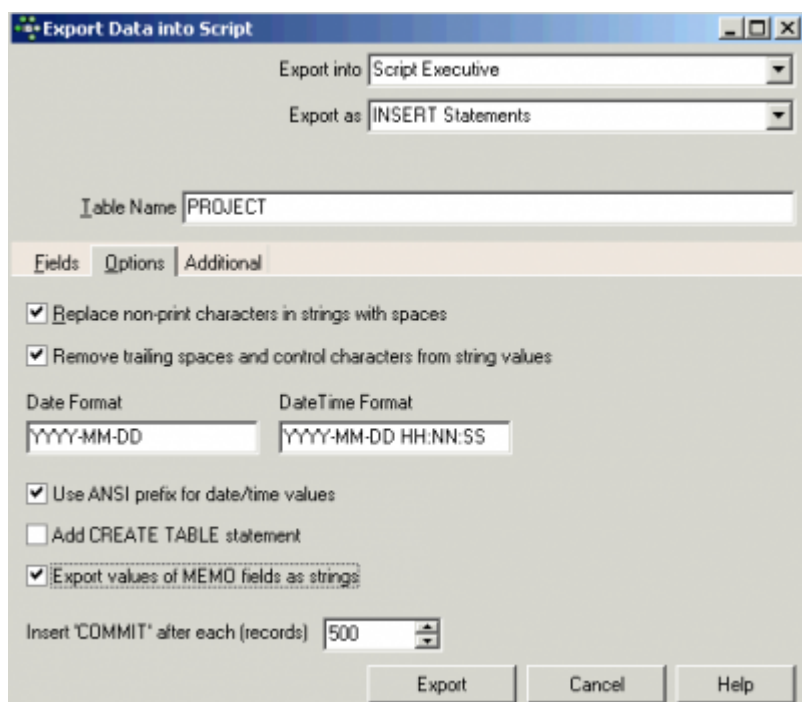 Export Data into Script
Export into Script Executive
Export as INSERT Statements
Table Name PROJECT
Fields Options Additional
Replace non-print characters in strings with spaces
Remove trailing spaces and control characters from string values
Date Format DateTime Format
YYYY-MM-DD YYYY-MM-DD HH:NN:SS
Use ANSI prefix for date/time values
Add CREATE TABLE statement
Export values of MEMO fields as strings
Insert "COMMIT" after each (records) 500
Export Cancel Help